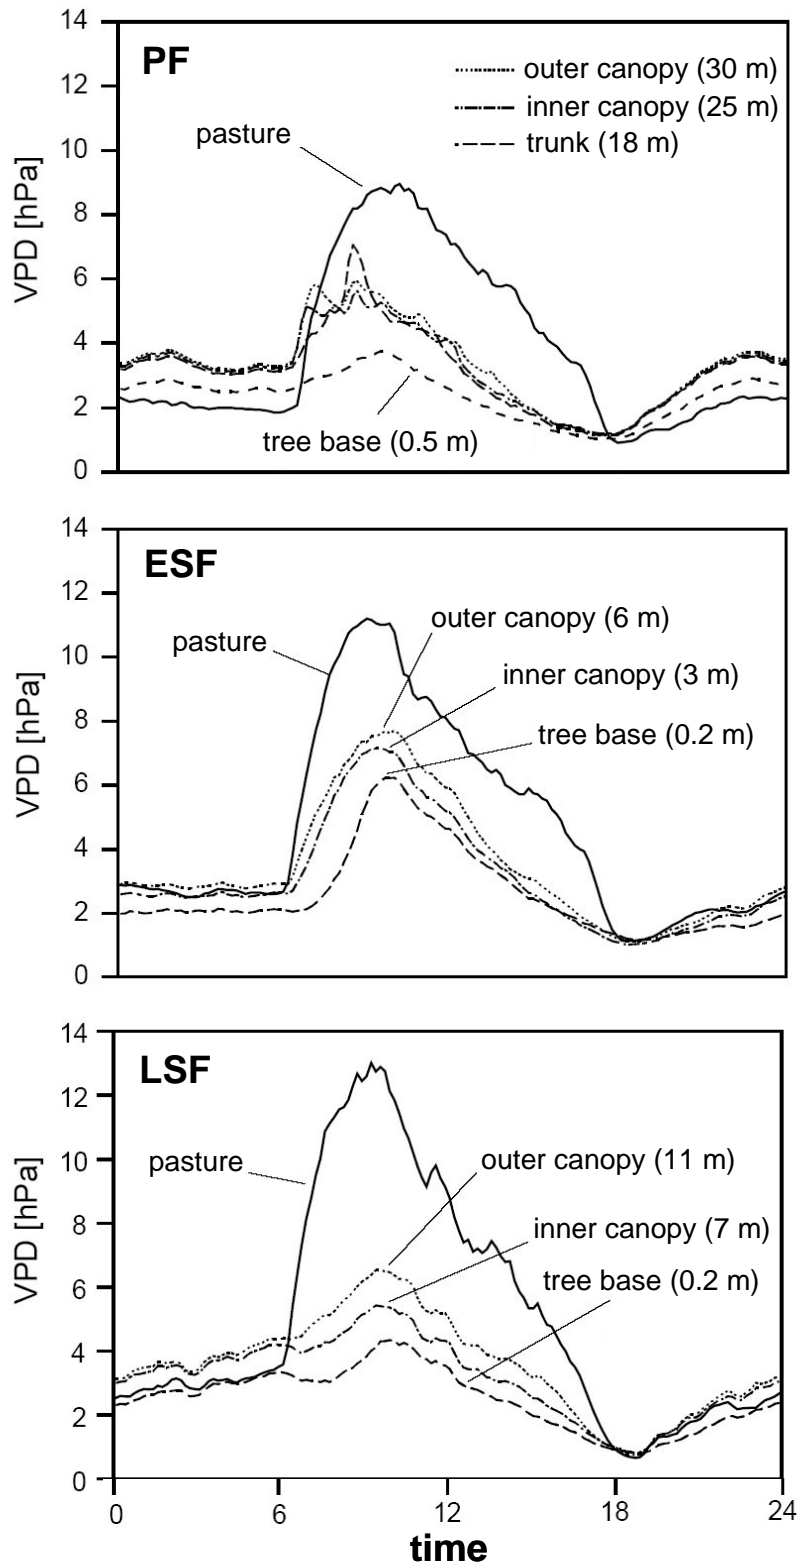 14
PF
outer canopy (30 m)
12
inner canopy (25 m)
pasture
trunk (18 m)
10
VPD [hPa]
8
6
4
2
tree base (0.5 m)
0
14
ESF
12
outer canopy (6 m)
pasture
10
inner canopy (3 m)
VPD [hPa]
8
tree base (0.2 m)
6
4
2
0
14
LSF
12
pasture
10
outer canopy (11 m)
VPD [hPa]
8
inner canopy (7 m)
6
tree base (0.2 m)
4
2
0
0 6 12 18 24
time